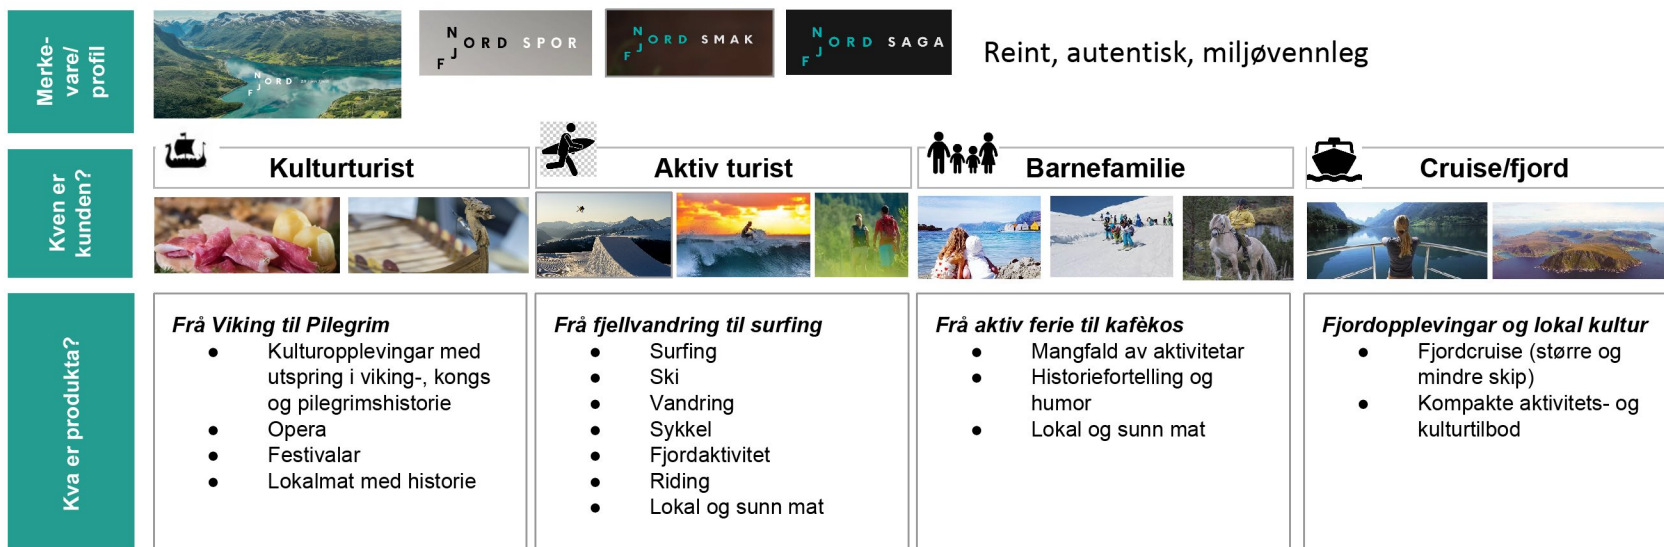 Merke-
vare/
profil
NORD
FJ
NORD SPOR
FJ
NORD SMAK
FJ
NORD SAGA
FJ
Reint, autentisk, miljøvennleg
Kven er
kunden?
Kulturturist
Aktiv turist
Barnefamilie
Cruise/fjord
Kva er produkta?
Frå Viking til Pilegrim
● Kulturopplevingar med
utspring i viking-, kongs
og pilegrimshistorie
● Opera
● Festivalar
● Lokalmat med historie
Frå fjellvandring til surfing
● Surfing
● Ski
● Vandring
● Sykkel
● Fjordaktivitet
● Riding
● Lokal og sunn mat
Frå aktiv ferie til kafèkos
● Mangfald av aktivitetar
● Historiefortelling og
humor
● Lokal og sunn mat
Fjordopplevingar og lokal kultur
● Fjordcruise (større og
mindre skip)
● Kompakte aktivitets- og
kulturtilbod